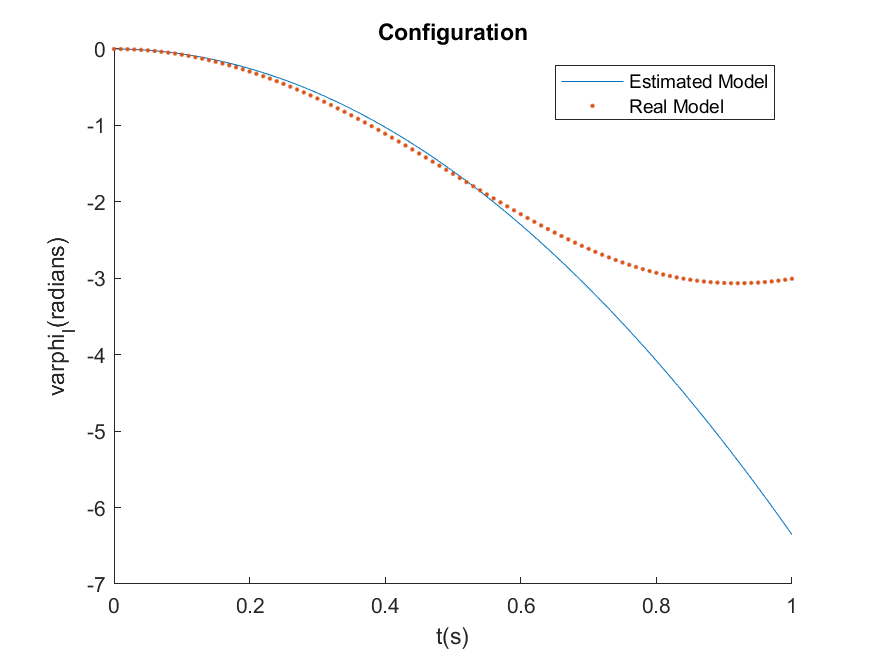 Configuration
Estimated Model
Real Model
0
-1
-2
-3
-4
-5
-6
-7
varphi_l(radians)
0
0.2
0.4
0.6
0.8
1
t(s)